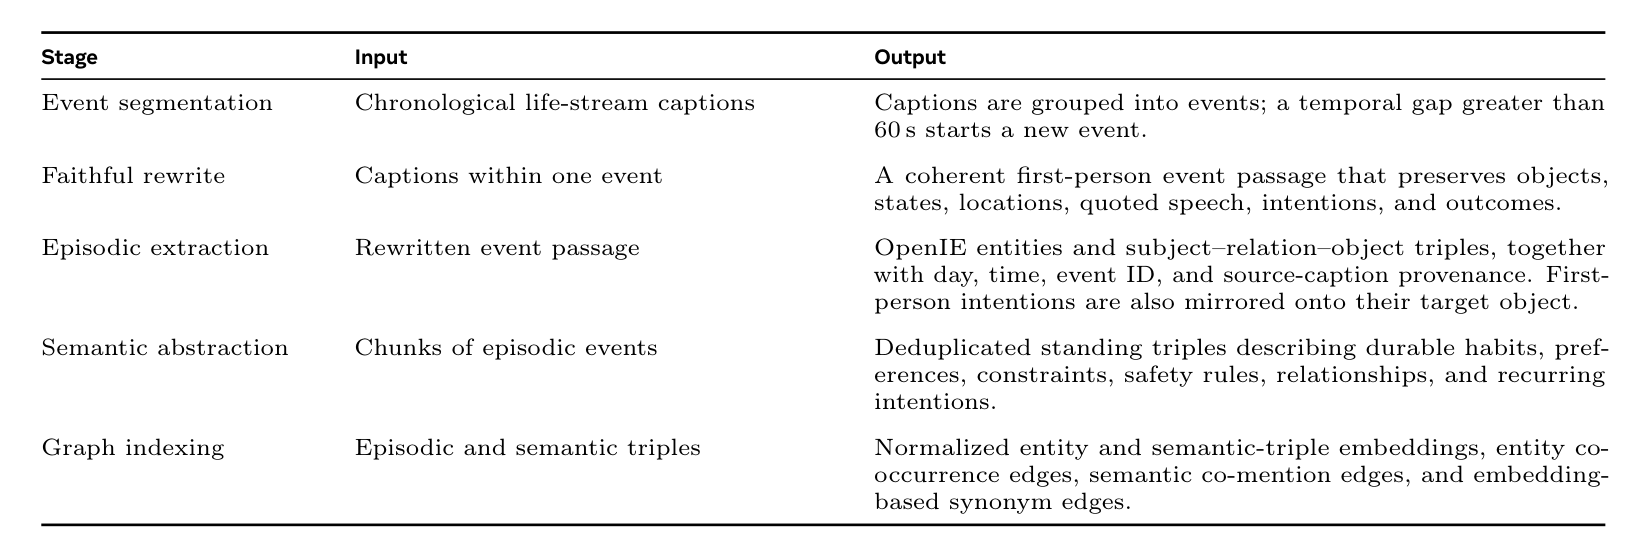 Stage Input Output
Event segmentation Chronological life-stream captions Captions are grouped into events; a temporal gap greater than
60 s starts a new event.
Faithful rewrite Captions within one event A coherent first-person event passage that preserves objects,
states, locations, quoted speech, intentions, and outcomes.
Episodic extraction Rewritten event passage OpenIE entities and subject–relation–object triples, together
with day, time, event ID, and source-caption provenance. First-
person intentions are also mirrored onto their target object.
Semantic abstraction Chunks of episodic events Deduplicated standing triples describing durable habits, pref-
erences, constraints, safety rules, relationships, and recurring
intentions.
Graph indexing Episodic and semantic triples Normalized entity and semantic-triple embeddings, entity co-
occurrence edges, semantic co-mention edges, and embedding-
based synonym edges.